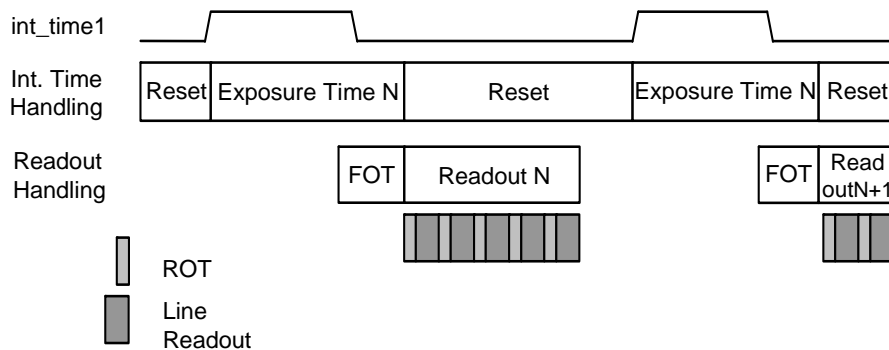 int_time1
Int. Time
Handling
Reset
Exposure Time N
Reset
Exposure Time N
Reset
Readout
Handling
FOT
Readout N
FOT
Read
outN+1
ROT
Line
Readout